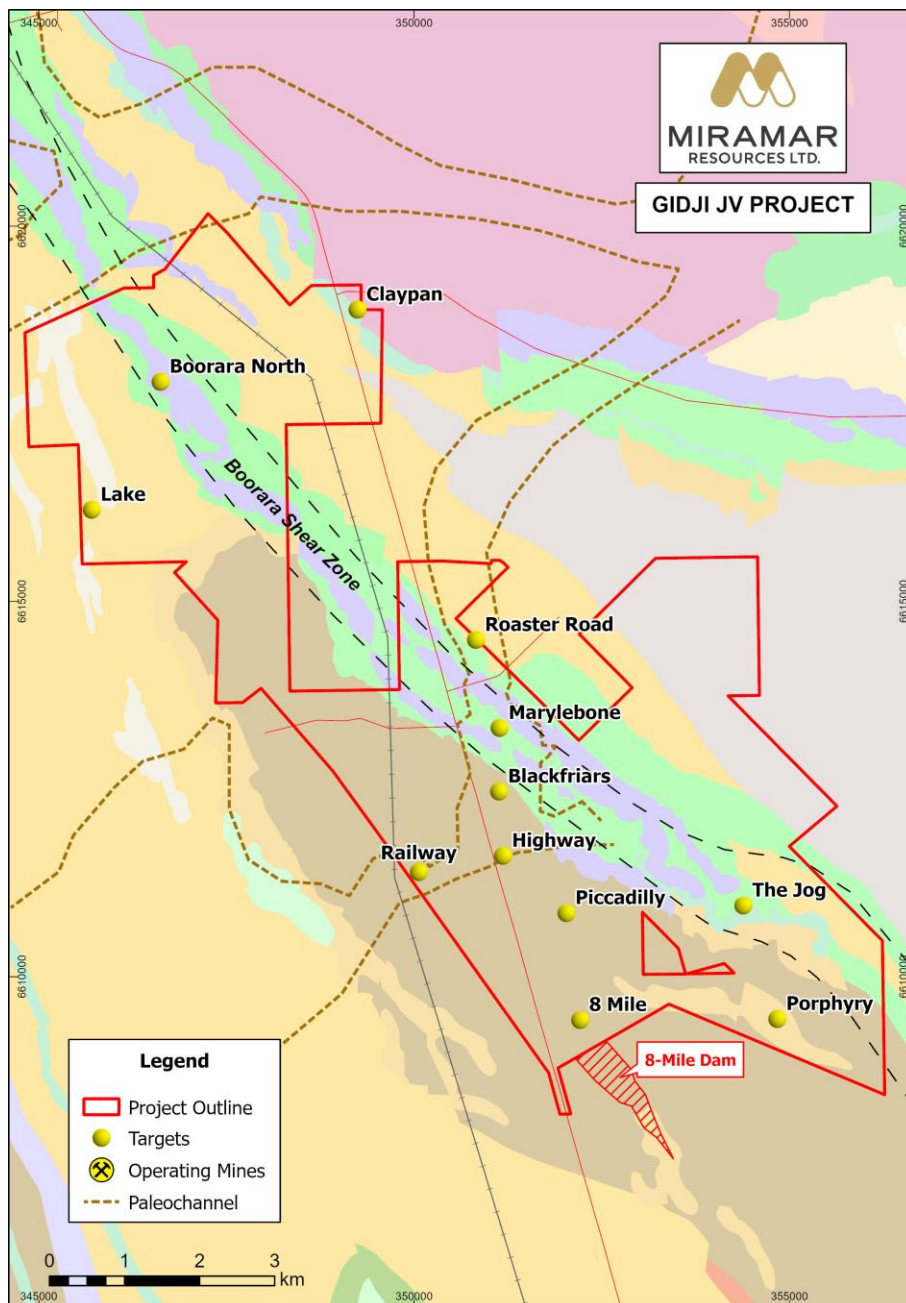 345000
350000
355000
MIRAMAR
RESOURCES LTD.
GIDJI JV PROJECT
6620000
6620000
Claypan
Boorara North
Boorara Shear Zone
Lake
6615000
6615000
Roaster Road
Marylebone
Blackfriars
Highway
Railway
Piccadilly
The Jog
6610000
6610000
8 Mile
Porphyry
8-Mile Dam
Legend
Project Outline
Targets
Operating Mines
Paleochannel
0 1 2 3
km
345000
350000
355000